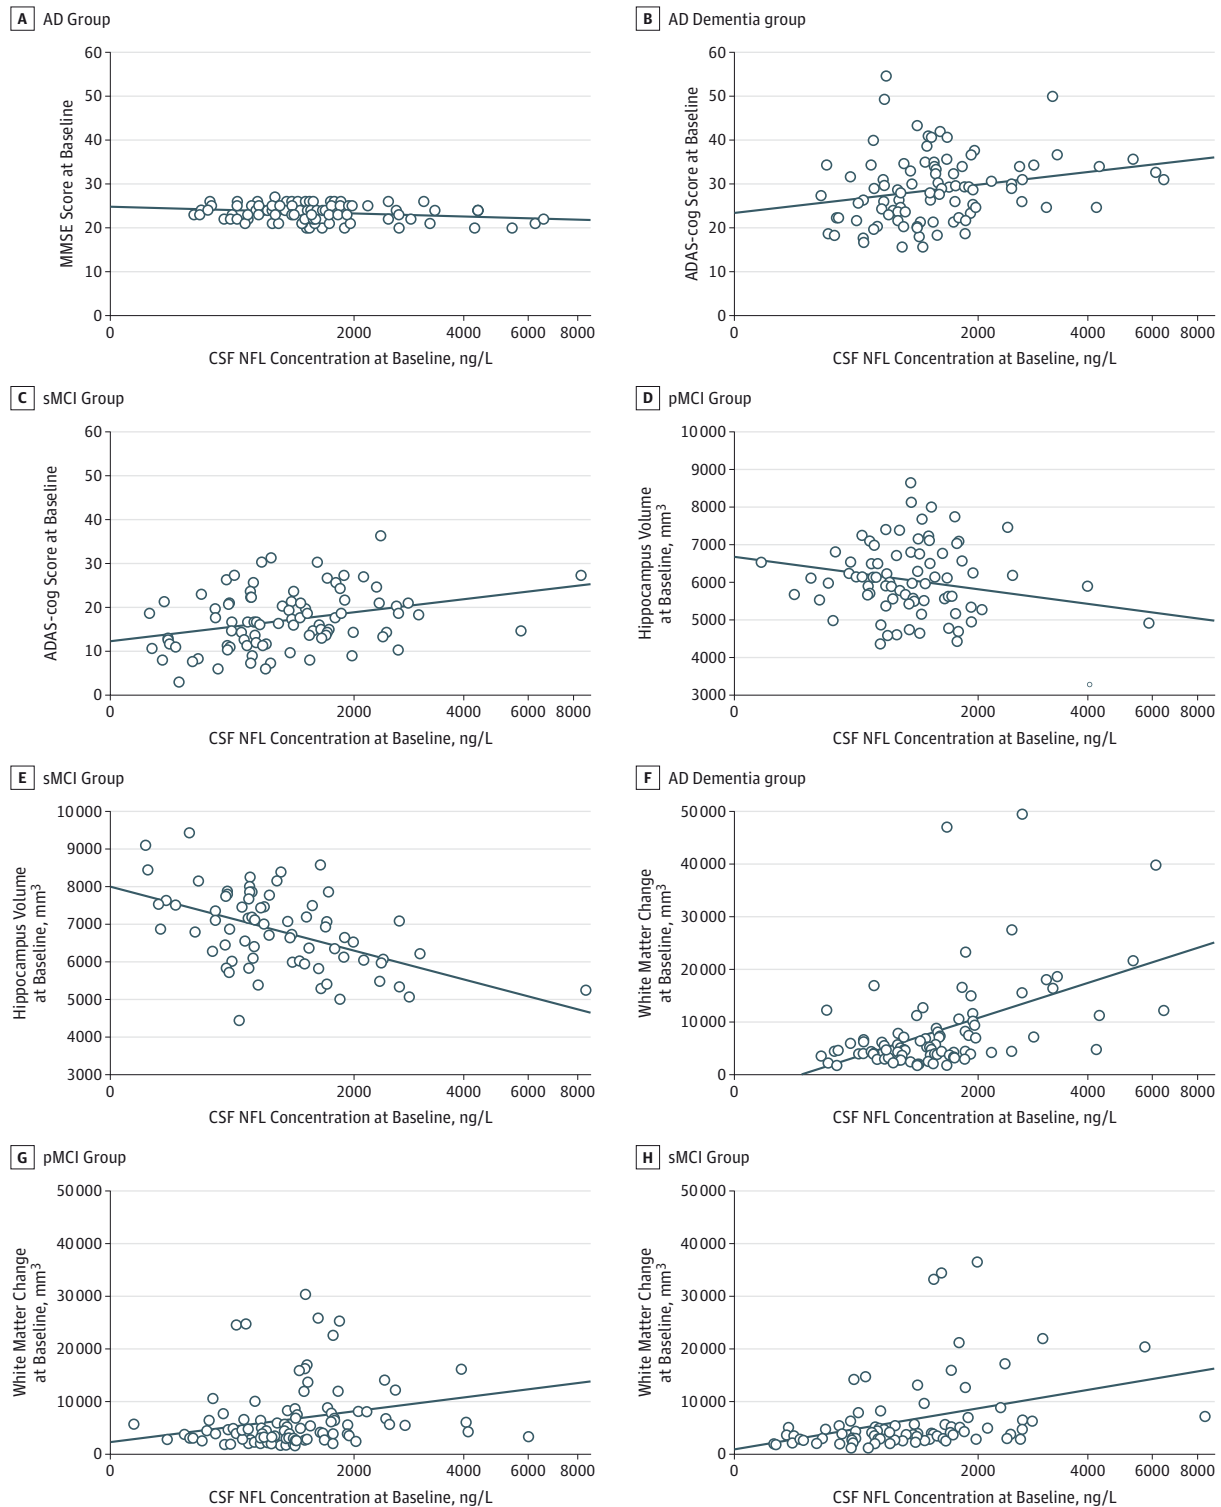 A AD Group
60
50
40
30
20
10
0
MMSE Score at Baseline
0 2000 4000 6000 8000
CSF NFL Concentration at Baseline, ng/L
B AD Dementia group
60
50
40
30
20
10
0
ADAS-cog Score at Baseline
0 2000 4000 6000 8000
CSF NFL Concentration at Baseline, ng/L
C sMCI Group
60
50
40
30
20
10
0
ADAS-cog Score at Baseline
0 2000 4000 6000 8000
CSF NFL Concentration at Baseline, ng/L
D pMCI Group
10 000
9000
8000
7000
6000
5000
4000
3000
Hippocampus Volume
at Baseline, mm³
0 2000 4000 6000 8000
CSF NFL Concentration at Baseline, ng/L
E sMCI Group
10 000
9000
8000
7000
6000
5000
4000
3000
Hippocampus Volume
at Baseline, mm³
0 2000 4000 6000 8000
CSF NFL Concentration at Baseline, ng/L
F AD Dementia group
50 000
40 000
30 000
20 000
10 000
0
White Matter Change
at Baseline, mm³
0 2000 4000 6000 8000
CSF NFL Concentration at Baseline, ng/L
G pMCI Group
50 000
40 000
30 000
20 000
10 000
0
White Matter Change
at Baseline, mm³
0 2000 4000 6000 8000
CSF NFL Concentration at Baseline, ng/L
H sMCI Group
50 000
40 000
30 000
20 000
10 000
0
White Matter Change
at Baseline, mm³
0 2000 4000 6000 8000
CSF NFL Concentration at Baseline, ng/L